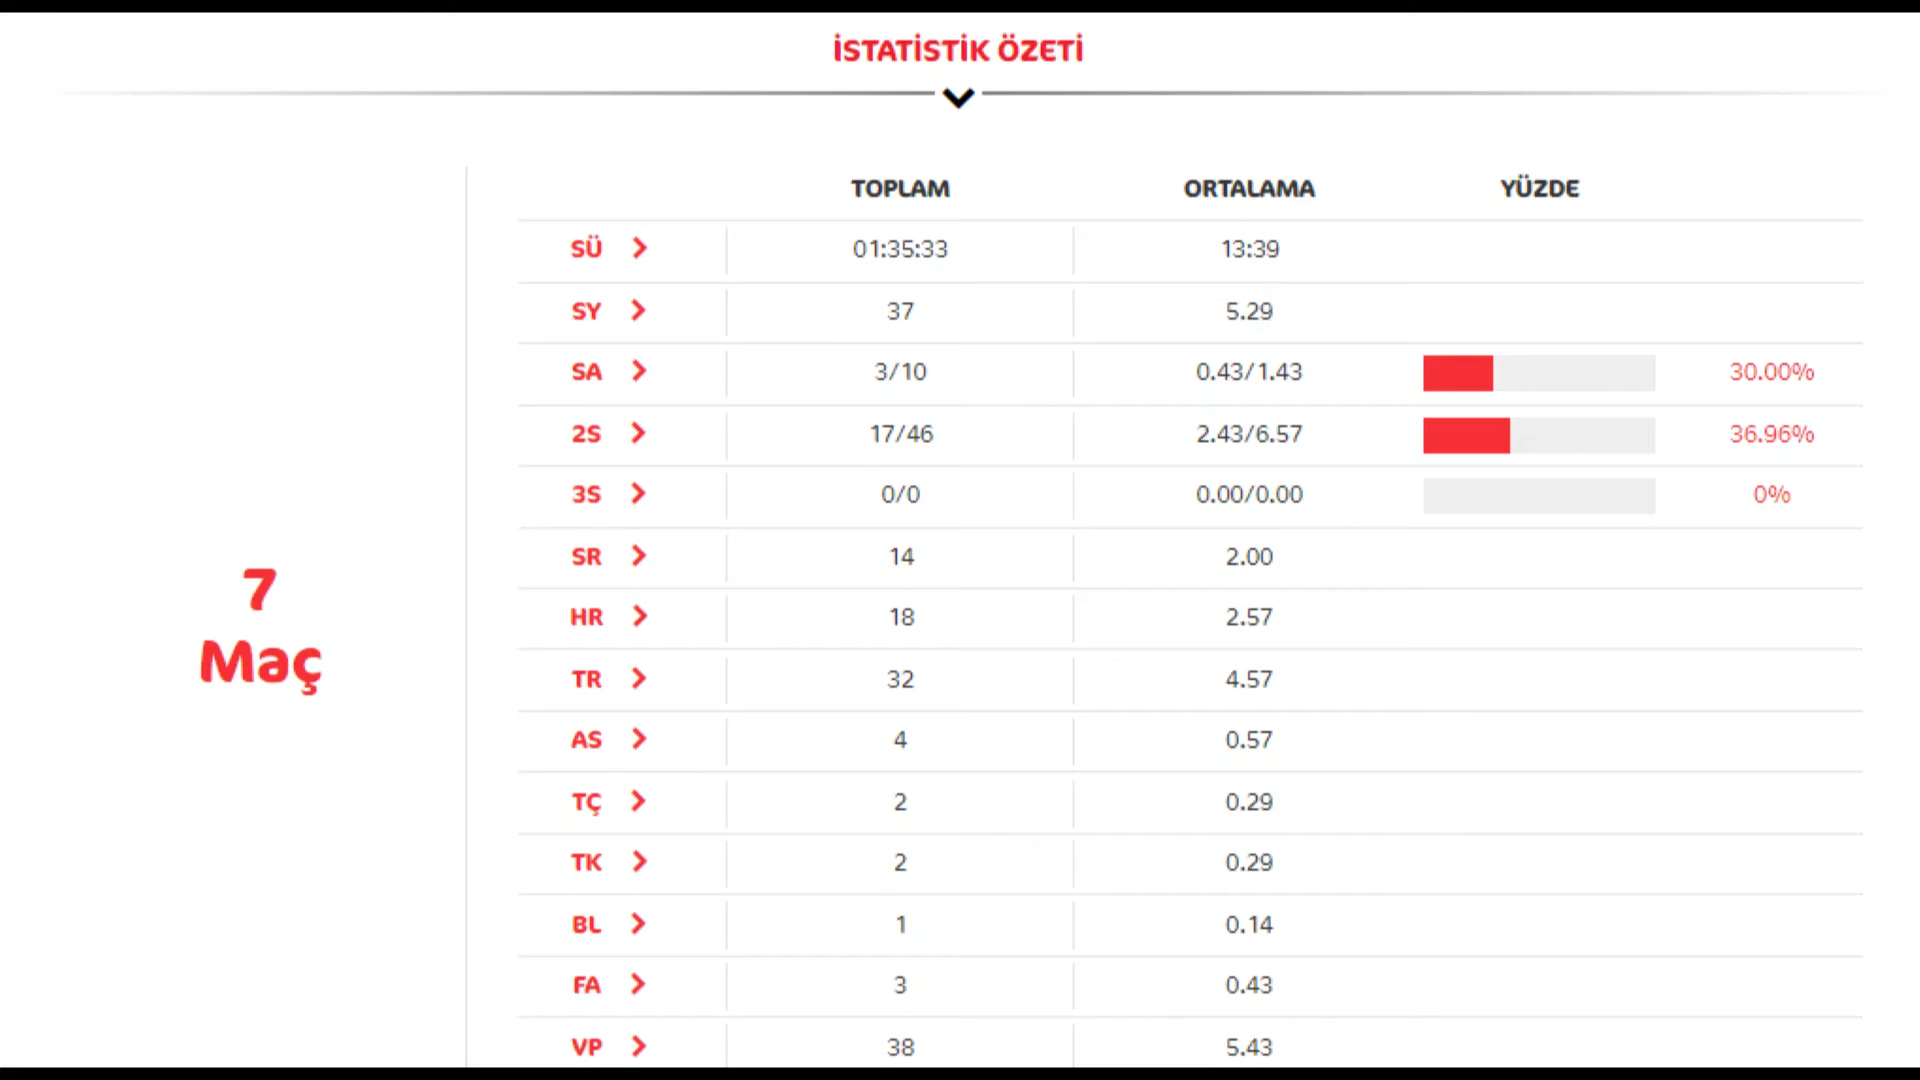 İSTATİSTİK ÖZETİ
TOPLAM ORTALAMA YÜZDE
SÜ 01:35:33 13:39
SY 37 5.29
SA 3/10 0.43/1.43 30.00%
2S 17/46 2.43/6.57 36.96%
3S 0/0 0.00/0.00 0%
SR 14 2.00
7
Maç
HR 18 2.57
TR 32 4.57
AS 4 0.57
TÇ 2 0.29
TK 2 0.29
BL 1 0.14
FA 3 0.43
VP 38 5.43